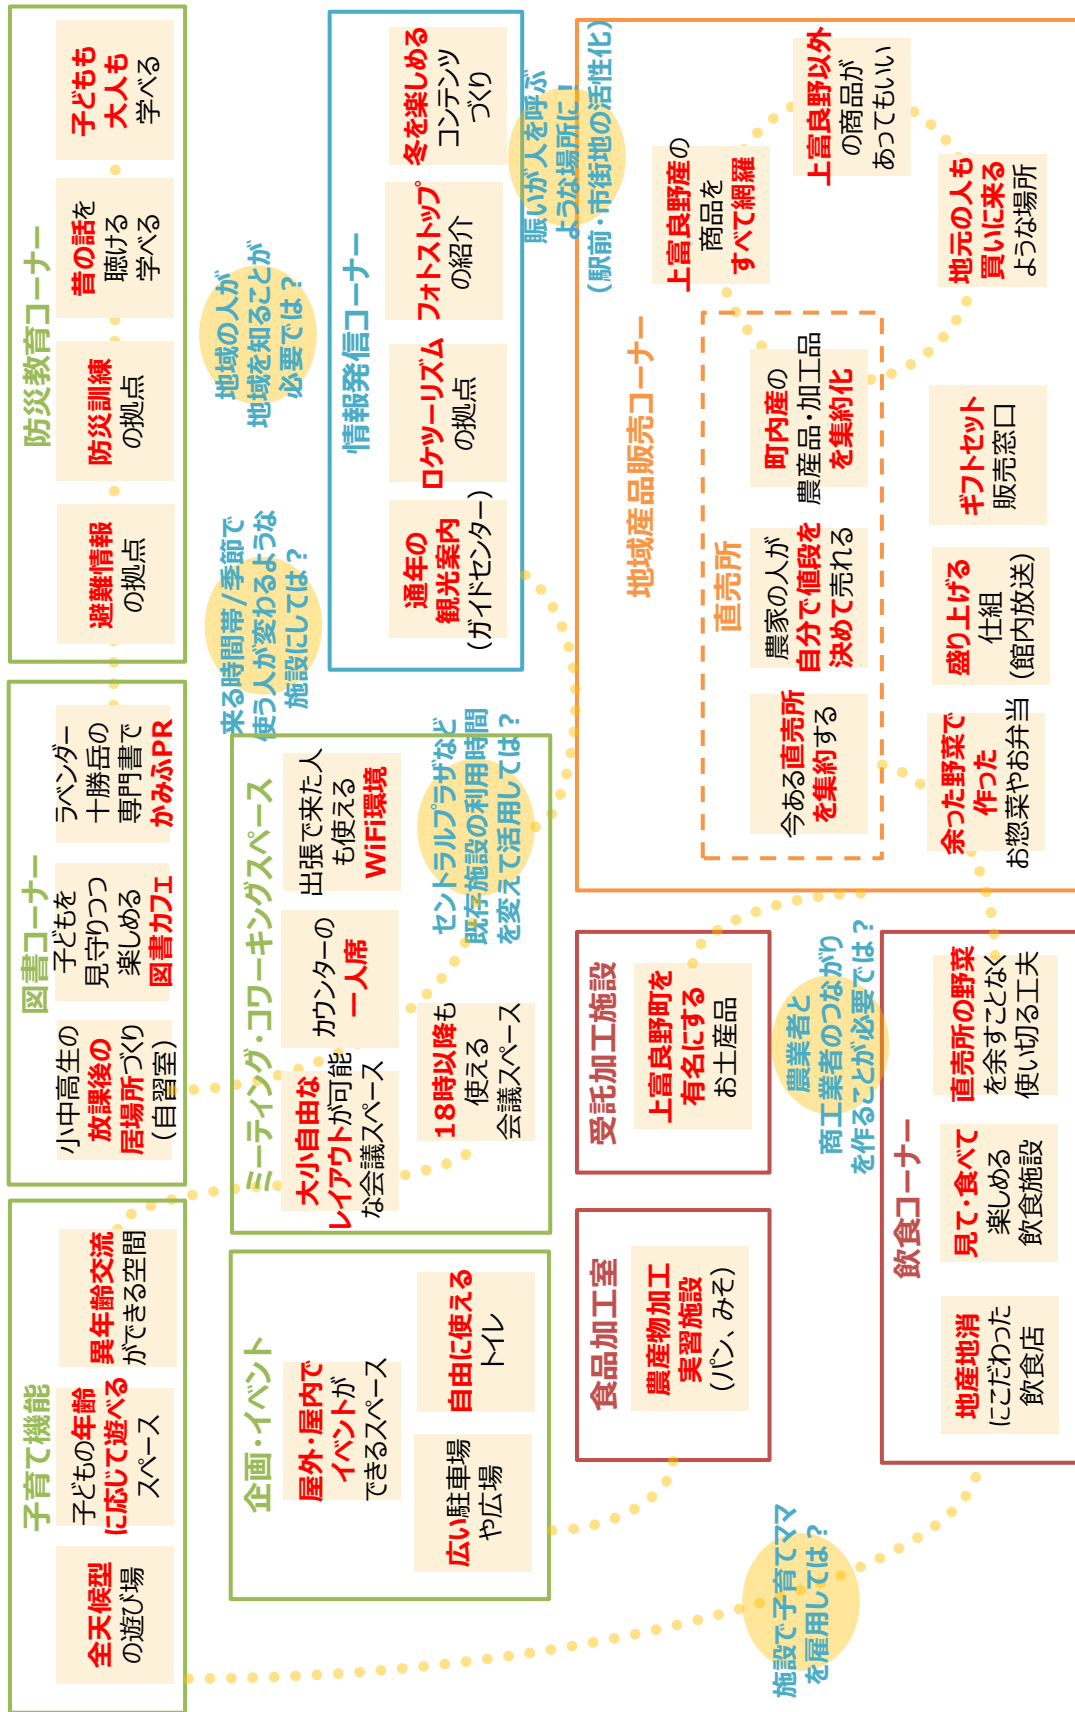 子育て機能
全天候型
の遊び場
子どもの年齢
に応じて遊べる
スペース
異年齢交流
ができる空間
図書コーナー
小中高生の
放課後の
居場所づくり
(自習室)
子どもを
見守りつつ
楽しめる
図書カフェ
ラベンダー
十勝岳の
専門書で
かみふPR
防災教育コーナー
避難情報
の拠点
防災訓練
の拠点
昔の話を
聴ける
学べる
子どもも
大人も
学べる
来る時間帯/季節で
使う人が変わるような
施設にしては?
地域の人が
地域を知ることが
必要では?
企画・イベント
屋外・屋内で
イベントが
できるスペース
広い駐車場
や広場
自由に使える
トイレ
ミーティング・コワーキングスペース
大小自由な
レイアウトが可能
な会議スペース
カウンターの
一人席
出張で来た人
も使える
WiFi環境
18時以降も
使える
会議スペース
セントラルプラザなど
既存施設の利用時間
を変えて活用しては?
情報発信コーナー
通年の
観光案内
(ガイドセンター)
ロケツーリズム
の拠点
フォトストップ
の紹介
冬を楽しめる
コンテンツ
づくり
賑いが人を呼ぶ
ような場所に!
(駅前・市街地の活性化)
食品加工室
農産物加工
実習施設
(パン、みそ)
受託加工施設
上富良野町を
有名にする
お土産品
施設で子育てママ
を雇用しては?
農業者と
商工業者のつながり
を作ることが必要では?
飲食コーナー
地産地消
にこだわった
飲食店
見て・食べて
楽しめる
飲食施設
直売所の野菜
を余すことなく
使い切る工夫
地域産品販売コーナー
直売所
今ある直売所
を集約する
農家の人が
自分で値段を
決めて売れる
町内産の
農産品・加工品
を集約化
上富良野産の
商品を
すべて網羅
上富良野以外
の商品が
あってもいい
地元の人も
買いに来る
ような場所
余った野菜で
作った
お惣菜やお弁当
盛り上げる
仕組
(館内放送)
ギフトセット
販売窓口